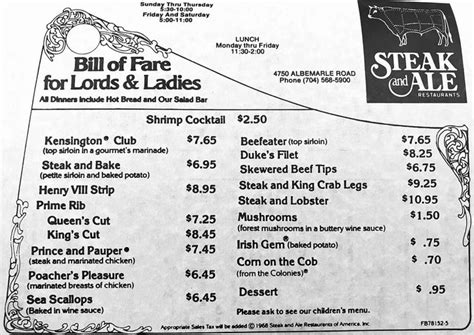 Sunday Thru Thursday
5:30-10:00
Friday And Saturday
5:00-11:00
LUNCH
Monday thru Friday
11:30-2:00
4750 ALBEMARLE ROAD
Phone (704) 568-5900
STEAK
and ALE
RESTAURANTS
Bill of Fare
for Lords & Ladies
All Dinners Include Hot Bread and Our Salad Bar
Shrimp Cocktail $2.50
Kensington® Club $7.65
(top sirloin in a gourmet's marinade)
Steak and Bake $6.95
(petite sirloin and baked potato)
Henry VIII Strip $8.95
Prime Rib
Queen's Cut $7.25
King's Cut $8.45
Prince and Pauper® $7.45
(steak and marinated chicken)
Poacher's Pleasure $6.45
(marinated breasts of chicken)
Sea Scallops $6.45
(Baked in wine sauce)
Beefeater (top sirloin) $7.65
Duke's Filet $8.25
Skewered Beef Tips $6.75
Steak and King Crab Legs $9.25
Steak and Lobster $10.95
Mushrooms $1.50
(forest mushrooms in a buttery wine sauce)
Irish Gem® (baked potato) $ .75
Corn on the Cob $ .70
(from the Colonies)®
Dessert $ .95
Please ask to see our children's menu.
Appropriate Sales Tax will be added © 1968 Steak and Ale Restaurants of America, Inc. FB78152-5